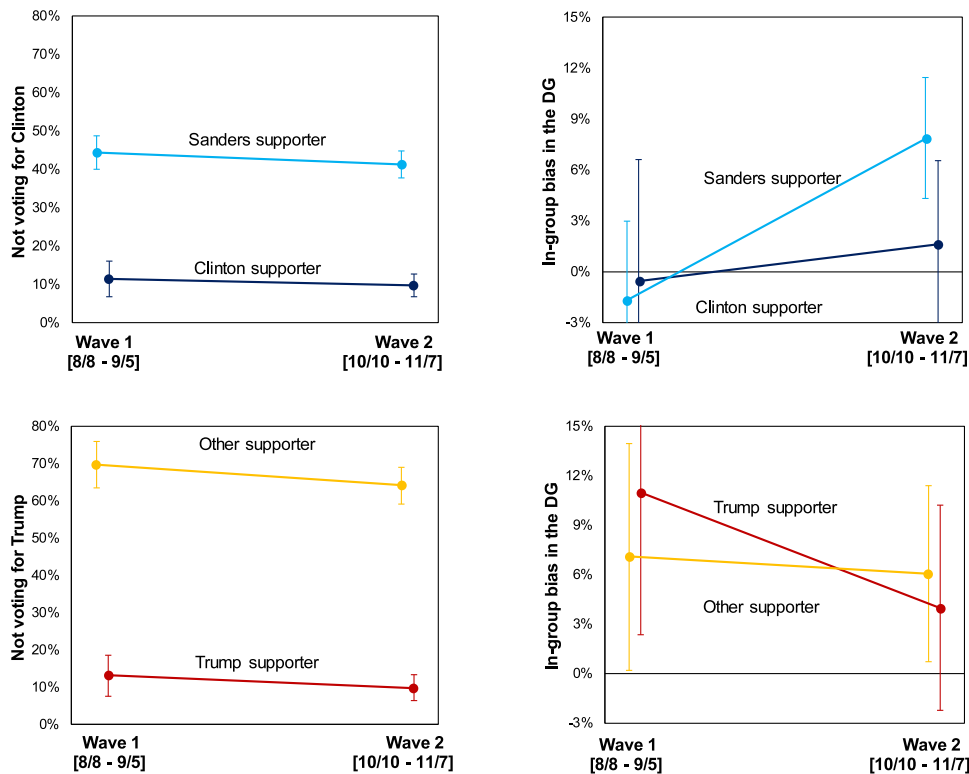 Not voting for Clinton
80%
70%
60%
50%
40%
30%
20%
10%
0%
Sanders supporter
Clinton supporter
Wave 1
[8/8 - 9/5]
Wave 2
[10/10 - 11/7]
In-group bias in the DG
15%
12%
9%
6%
3%
0%
-3%
Sanders supporter
Clinton supporter
Wave 1
[8/8 - 9/5]
Wave 2
[10/10 - 11/7]
Not voting for Trump
80%
70%
60%
50%
40%
30%
20%
10%
0%
Other supporter
Trump supporter
Wave 1
[8/8 - 9/5]
Wave 2
[10/10 - 11/7]
In-group bias in the DG
15%
12%
9%
6%
3%
0%
-3%
Trump supporter
Other supporter
Wave 1
[8/8 - 9/5]
Wave 2
[10/10 - 11/7]